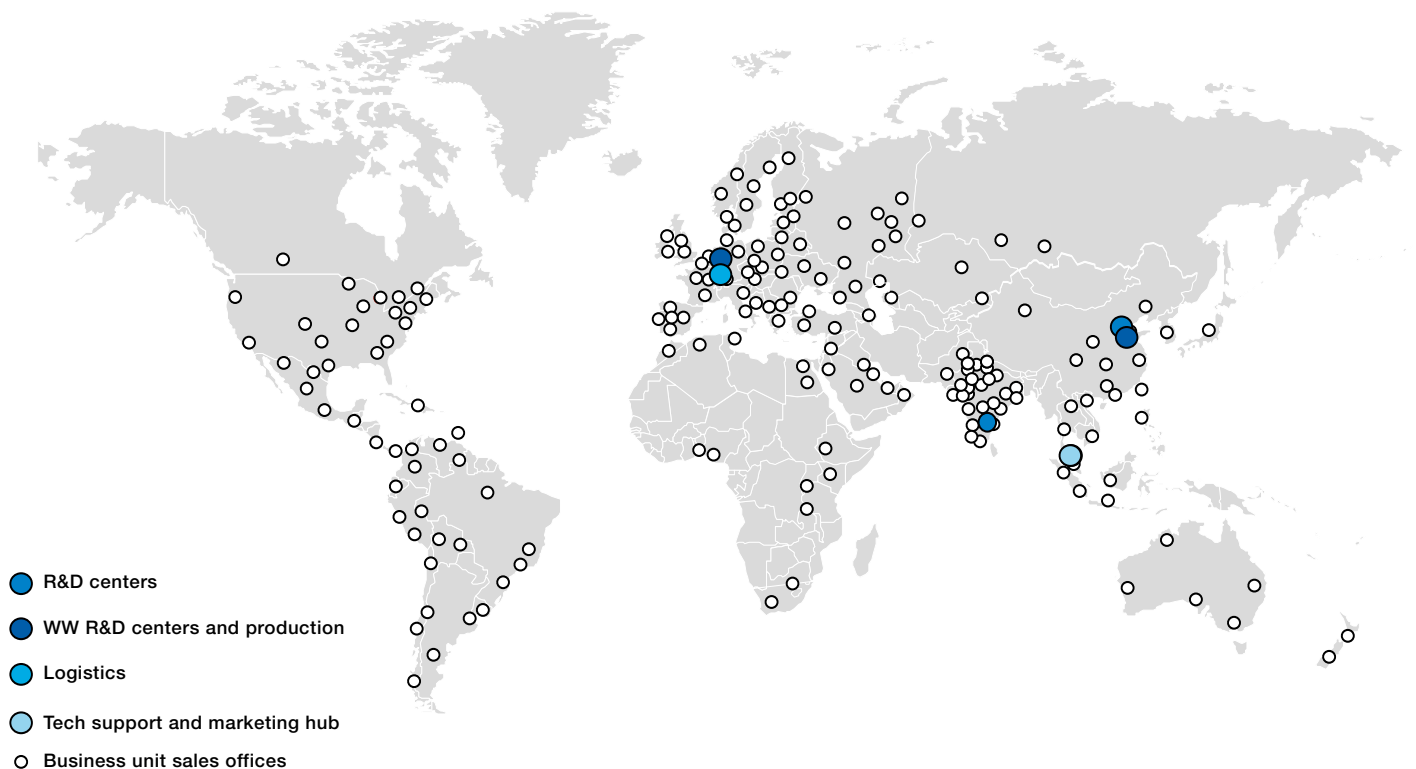 R&D centers
WW R&D centers and production
Logistics
Tech support and marketing hub
Business unit sales offices